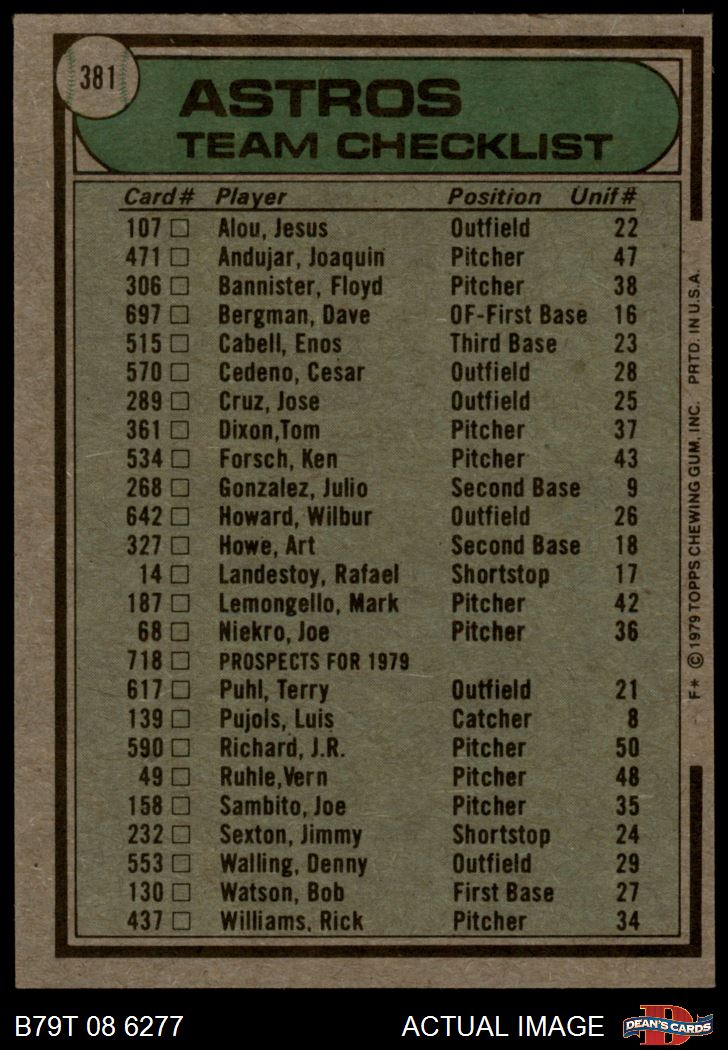 381
ASTROS
TEAM CHECKLIST
Card# Player Position Unif#
107 Alou, Jesus Outfield 22
471 Andujar, Joaquin Pitcher 47
306 Bannister, Floyd Pitcher 38
697 Bergman, Dave OF-First Base 16
515 Cabell, Enos Third Base 23
570 Cedeno, Cesar Outfield 28
289 Cruz, Jose Outfield 25
361 Dixon,Tom Pitcher 37
534 Forsch, Ken Pitcher 43
268 Gonzalez, Julio Second Base 9
642 Howard, Wilbur Outfield 26
327 Howe, Art Second Base 18
14 Landestoy, Rafael Shortstop 17
187 Lemongello, Mark Pitcher 42
68 Niekro, Joe Pitcher 36
718 PROSPECTS FOR 1979
617 Puhl, Terry Outfield 21
139 Pujols, Luis Catcher 8
590 Richard, J.R. Pitcher 50
49 Ruhle,Vern Pitcher 48
158 Sambito, Joe Pitcher 35
232 Sexton, Jimmy Shortstop 24
553 Walling, Denny Outfield 29
130 Watson, Bob First Base 27
437 Williams, Rick Pitcher 34
F* © 1979 TOPPS CHEWING GUM, INC. PRTD. IN U.S.A.
B79T 08 6277 ACTUAL IMAGE
D
DEAN'S CARDS